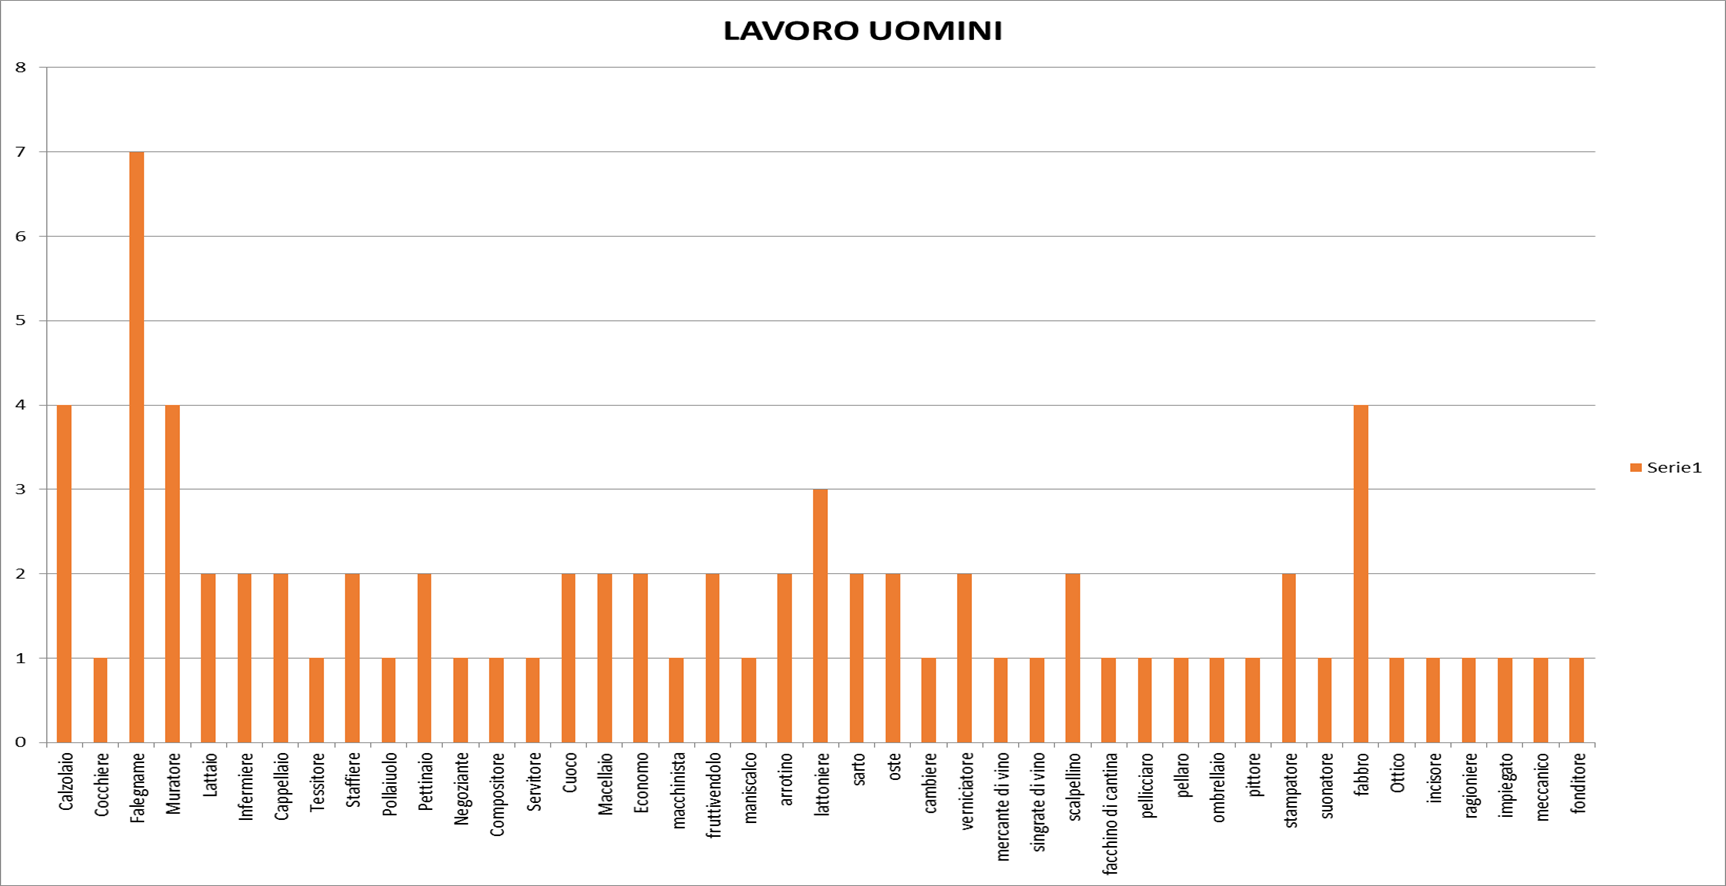 LAVORO UOMINI
8
7
6
5
4
3
2
1
0
Calzolaio
Cocchiere
Falegname
Muratore
Lattaio
Infermiere
Cappellaio
Tessitore
Staffiere
Pollaiuolo
Pettinaio
Negoziante
Compositore
Servitore
Cuoco
Macellaio
Economo
macchinista
fruttivendolo
maniscalco
arrotino
lattoniere
sarto
oste
cambiere
verniciatore
mercante di vino
singrate di vino
scalpellino
facchino di cantina
pellicciaro
pellaro
ombrellaio
pittore
stampatore
suonatore
fabbro
Ottico
incisore
ragioniere
impiegato
meccanico
fonditore
Serie1